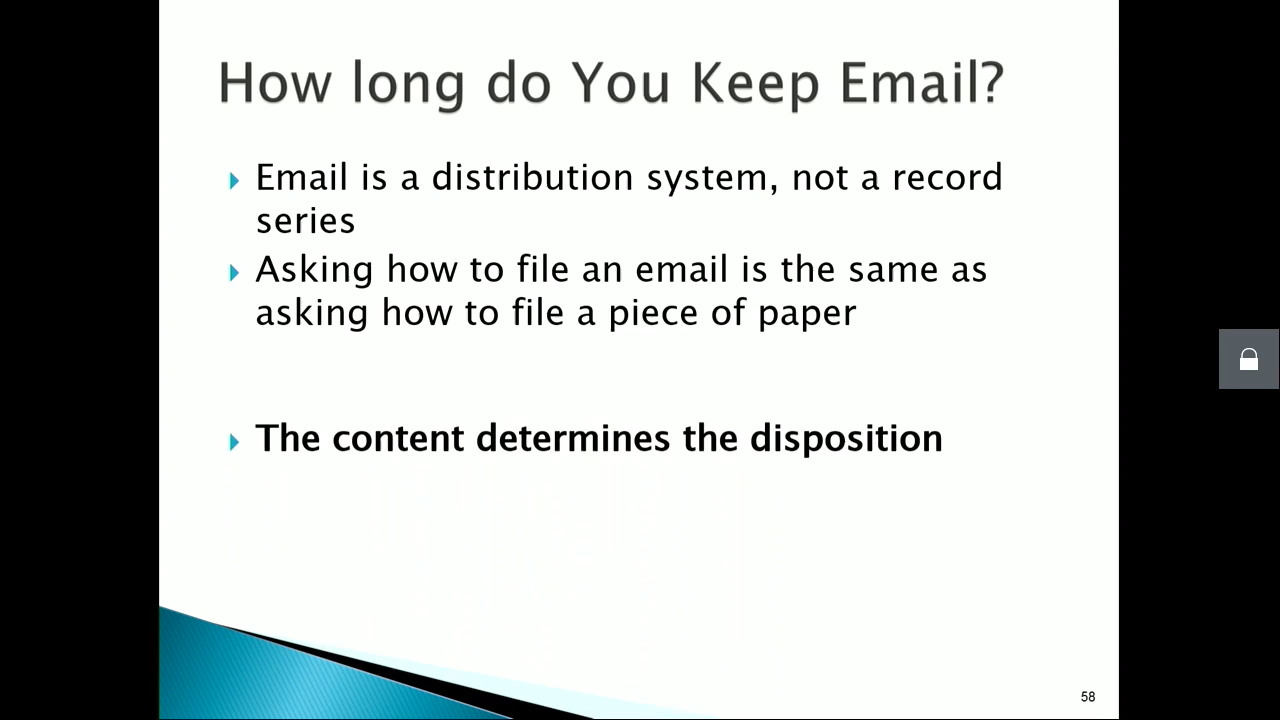 How long do You Keep Email?
Email is a distribution system, not a record
series
Asking how to file an email is the same as
asking how to file a piece of paper
The content determines the disposition
58